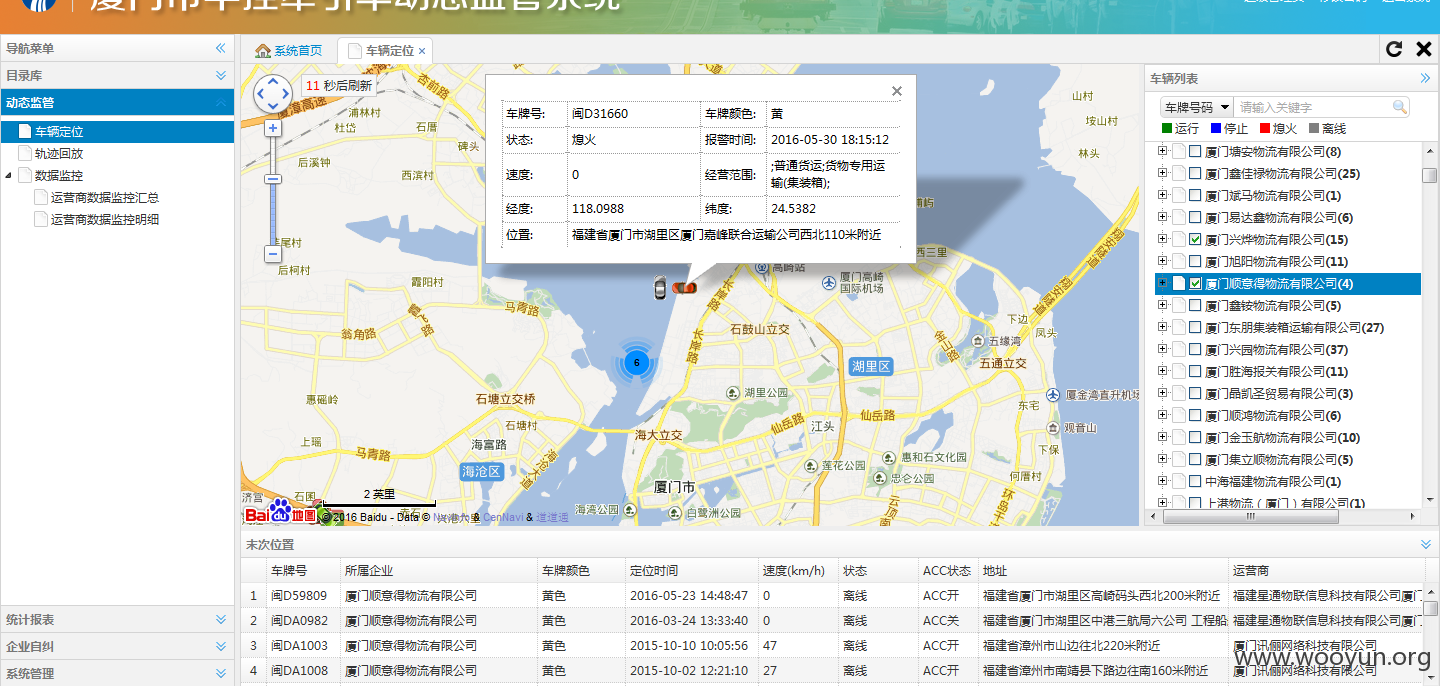 导航菜单
目录库
动态监管
车辆定位
轨迹回放
数据监控
运营商数据监控汇总
运营商数据监控明细
统计报表
企业自纠
系统管理
系统首页
车辆定位 ×
11 秒后刷新
车牌号: 闽D31660 车牌颜色: 黄
状态: 熄火 报警时间: 2016-05-30 18:15:12
速度: 0 经营范围: ;普通货运;货物专用运
输(集装箱);
经度: 118.0988 纬度: 24.5382
位置: 福建省厦门市湖里区厦门嘉峰联合运输公司西北110米附近
杏前路
浦林村
杜岱
石厝
碑头
后溪钟
西滨村
后柯村
霞阳村
马青路
翁角路
惠磘岭
石塘立交桥
石塘村
上瑶
海富路
马青路
海沧区
海沧大道
石囷
2 英里
Bai 地图
© 2016 Baidu - Data © & CenNavi & 道道通
山村
垵山村
林头
西三里
高崎站
厦门高崎
国际机场
长岸路
长岸路
石鼓山立交
湖里区
翔安隧道
翔安隧道
下边
凤头
五缘湾
金山路
五通立交
厦金湾直升机场
东宅
观音山
湖里公园
仙岳路
仙岳路
江头
海大立交
惠和石文化园
莲花公园
忠仑公园
何厝村
厦门市
海湾公园
白鹭洲公园
云顶
环岛
6
车辆列表
车牌号码 请输入关键字
运行 停止 熄火 离线
厦门塘安物流有限公司(8)
厦门鑫佳禄物流有限公司(25)
厦门斌马物流有限公司(1)
厦门易达鑫物流有限公司(6)
厦门兴烨物流有限公司(15)
厦门旭阳物流有限公司(11)
厦门顺意得物流有限公司(4)
厦门鑫铵物流有限公司(5)
厦门东朋集装箱运输有限公司(27)
厦门兴园物流有限公司(37)
厦门胜海报关有限公司(11)
厦门昂凯圣贸易有限公司(3)
厦门顺鸿物流有限公司(6)
厦门金玉航物流有限公司(10)
厦门集立顺物流有限公司(5)
中海福建物流有限公司(1)
上港物流（厦门）有限公司(1)
末次位置
车牌号 所属企业 车牌颜色 定位时间 速度(km/h) 状态 ACC状态 地址 运营商
1 闽D59809 厦门顺意得物流有限公司 黄色 2016-05-23 14:48:47 0 离线 ACC开 福建省厦门市湖里区高崎码头西北200米附近 福建星通物联信息科技有限公司厦门
2 闽DA0982 厦门顺意得物流有限公司 黄色 2016-03-24 13:33:40 0 离线 ACC关 福建省厦门市湖里区中港三航局六公司 工程船 福建星通物联信息科技有限公司厦门
3 闽DA1003 厦门顺意得物流有限公司 黄色 2015-10-10 10:05:56 47 离线 ACC开 福建省漳州市山边往北220米附近 厦门讯俪网络科技有限公司
4 闽DA1008 厦门顺意得物流有限公司 黄色 2015-10-02 12:21:10 27 离线 ACC开 福建省漳州市南靖县下路边往南160米附近 厦门讯俪网络科技有限公司
www.wooyun.org